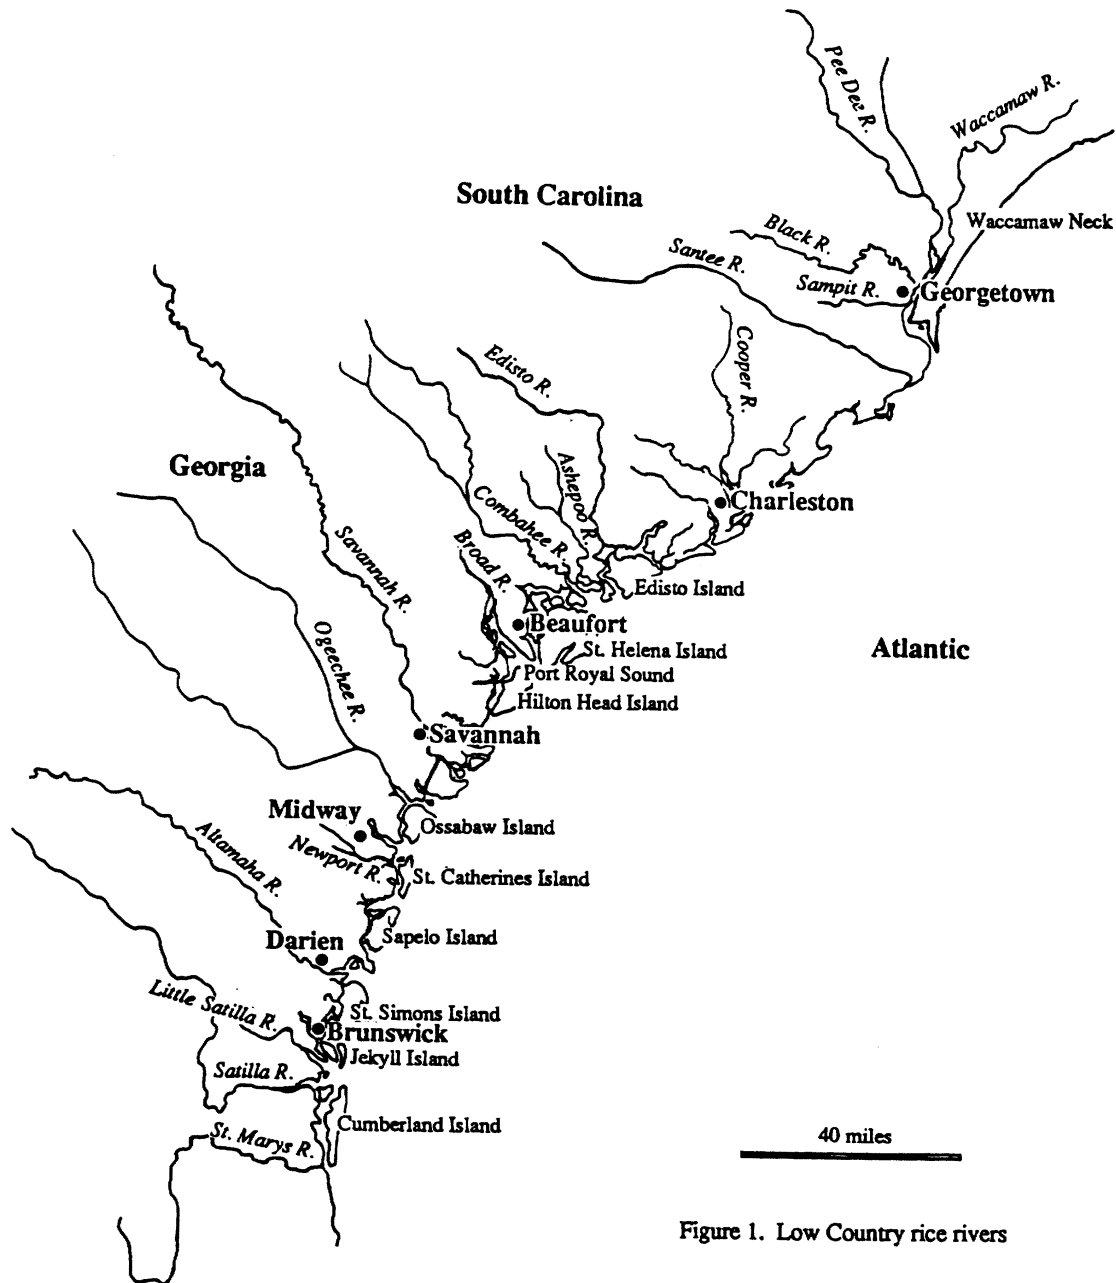 Pee Dee R.
Waccamaw R.
South Carolina
Waccamaw Neck
Black R.
Santee R.
Sampit R.
Georgetown
Cooper R.
Edisto R.
Georgia
Ashepoo R.
Charleston
Combahee R.
Savannah R.
Broad R.
Edisto Island
Beaufort
Atlantic
St. Helena Island
Ogeechee R.
Port Royal Sound
Hilton Head Island
Savannah
Midway
Ossabaw Island
Altamaha R.
Newport R.
St. Catherines Island
Darien
Sapelo Island
Little Satilla R.
St. Simons Island
Brunswick
Jekyll Island
Satilla R.
Cumberland Island
St. Marys R.
40 miles
Figure 1. Low Country rice rivers